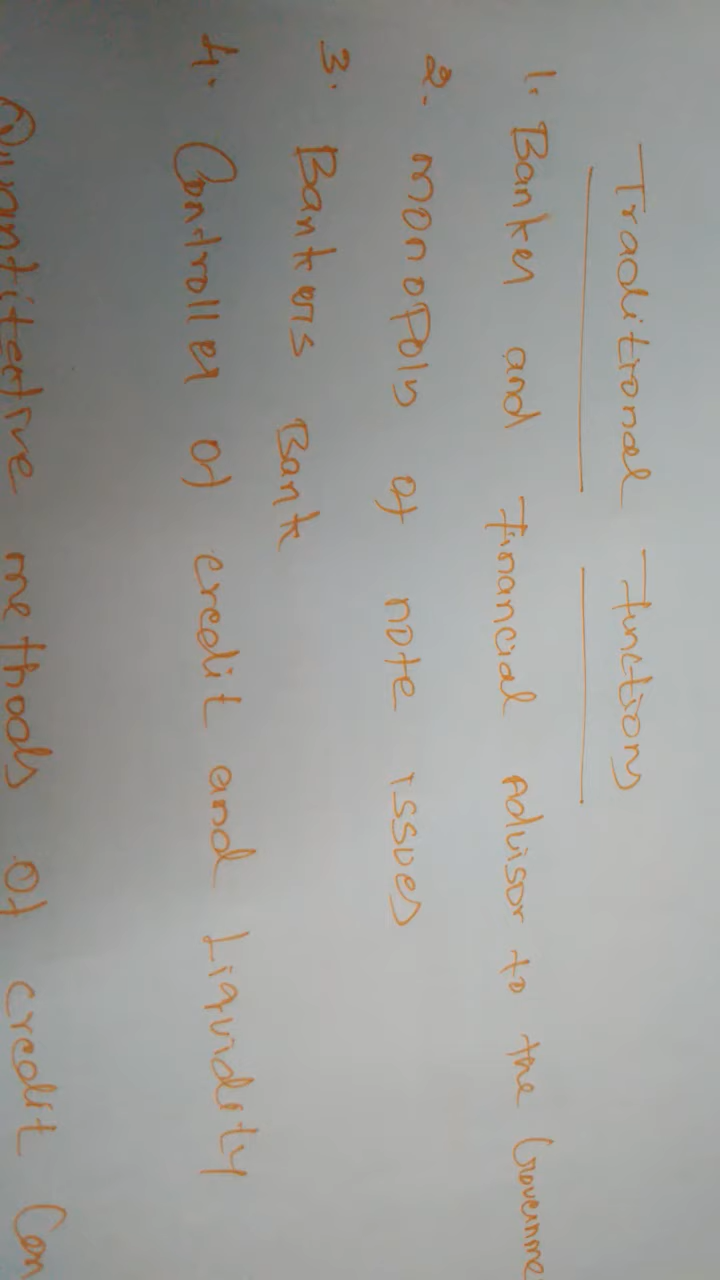 Traditional Functions
1. Banker and Financial Advisor to the Governme
2. monopoly of note issues
3. Bankers Bank
4. Controller of credit and Liquidity
Quantitative methods of credit Con